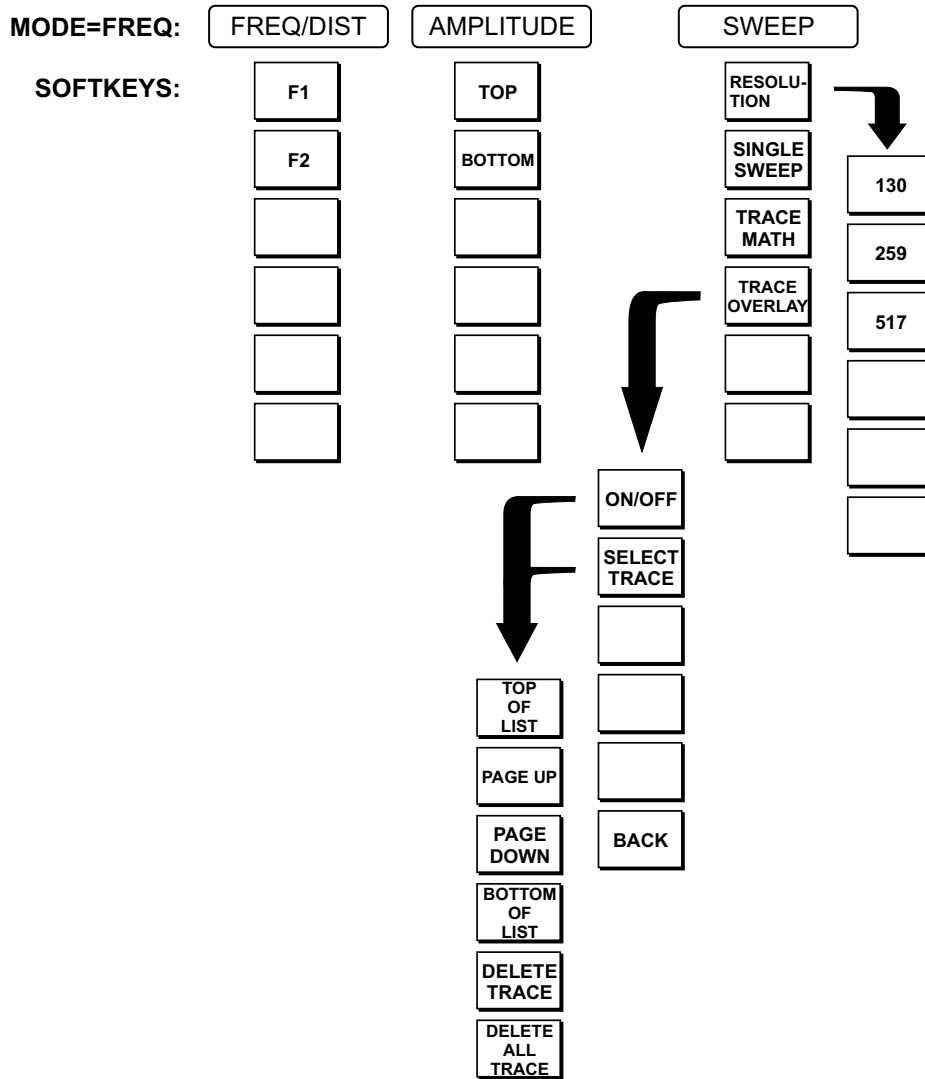 MODE=FREQ:
FREQ/DIST
AMPLITUDE
SWEEP
SOFTKEYS:
F1
F2
TOP
BOTTOM
RESOLU-
TION
SINGLE
SWEEP
TRACE
MATH
TRACE
OVERLAY
130
259
517
ON/OFF
SELECT
TRACE
BACK
TOP
OF
LIST
PAGE UP
PAGE
DOWN
BOTTOM
OF
LIST
DELETE
TRACE
DELETE
ALL
TRACE